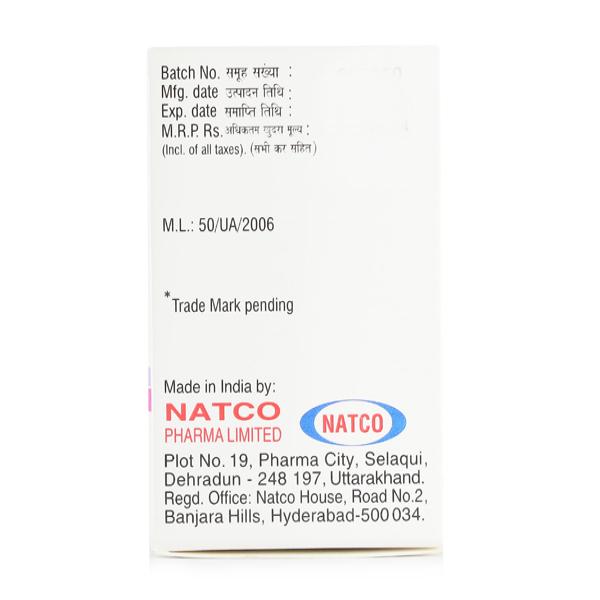 Batch No. समूह सख्या :
Mfg. date उत्पादन तिथि :
Exp. date समाप्ति तिथि :
M.R.P. Rs. अधिकतम खुदरा मूल्य :
(Incl. of all taxes). (सभी कर सहित)
M.L.: 50/UA/2006
*Trade Mark pending
Made in India by:
NATCO
PHARMA LIMITED
NATCO
Plot No. 19, Pharma City, Selaqui,
Dehradun - 248 197, Uttarakhand.
Regd. Office: Natco House, Road No.2,
Banjara Hills, Hyderabad-500 034.